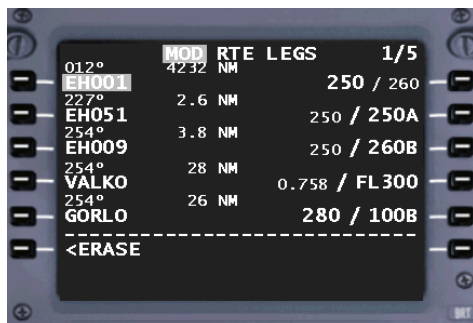 MOD RTE LEGS 1/5
012° 4232 NM
EH001 250 / 260
227° 2.6 NM
EH051 250 / 250A
254° 3.8 NM
EH009 250 / 260B
254° 28 NM
VALKO 0.758 / FL300
254° 26 NM
GORLO 280 / 100B
--------------------------------
<ERASE
BRT